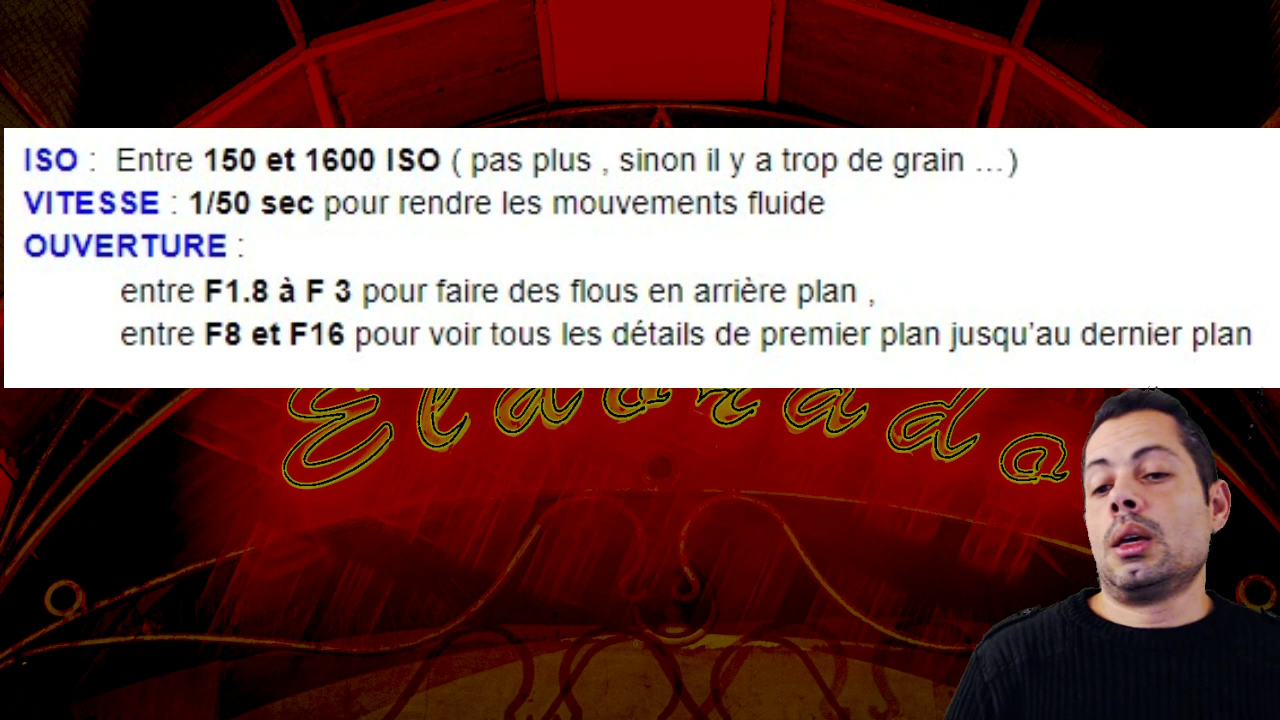 ISO : Entre 150 et 1600 ISO ( pas plus , sinon il y a trop de grain ...)
VITESSE : 1/50 sec pour rendre les mouvements fluide
OUVERTURE :
entre F1.8 à F 3 pour faire des flous en arrière plan ,
entre F8 et F16 pour voir tous les détails de premier plan jusqu'au dernier plan
Eldorado